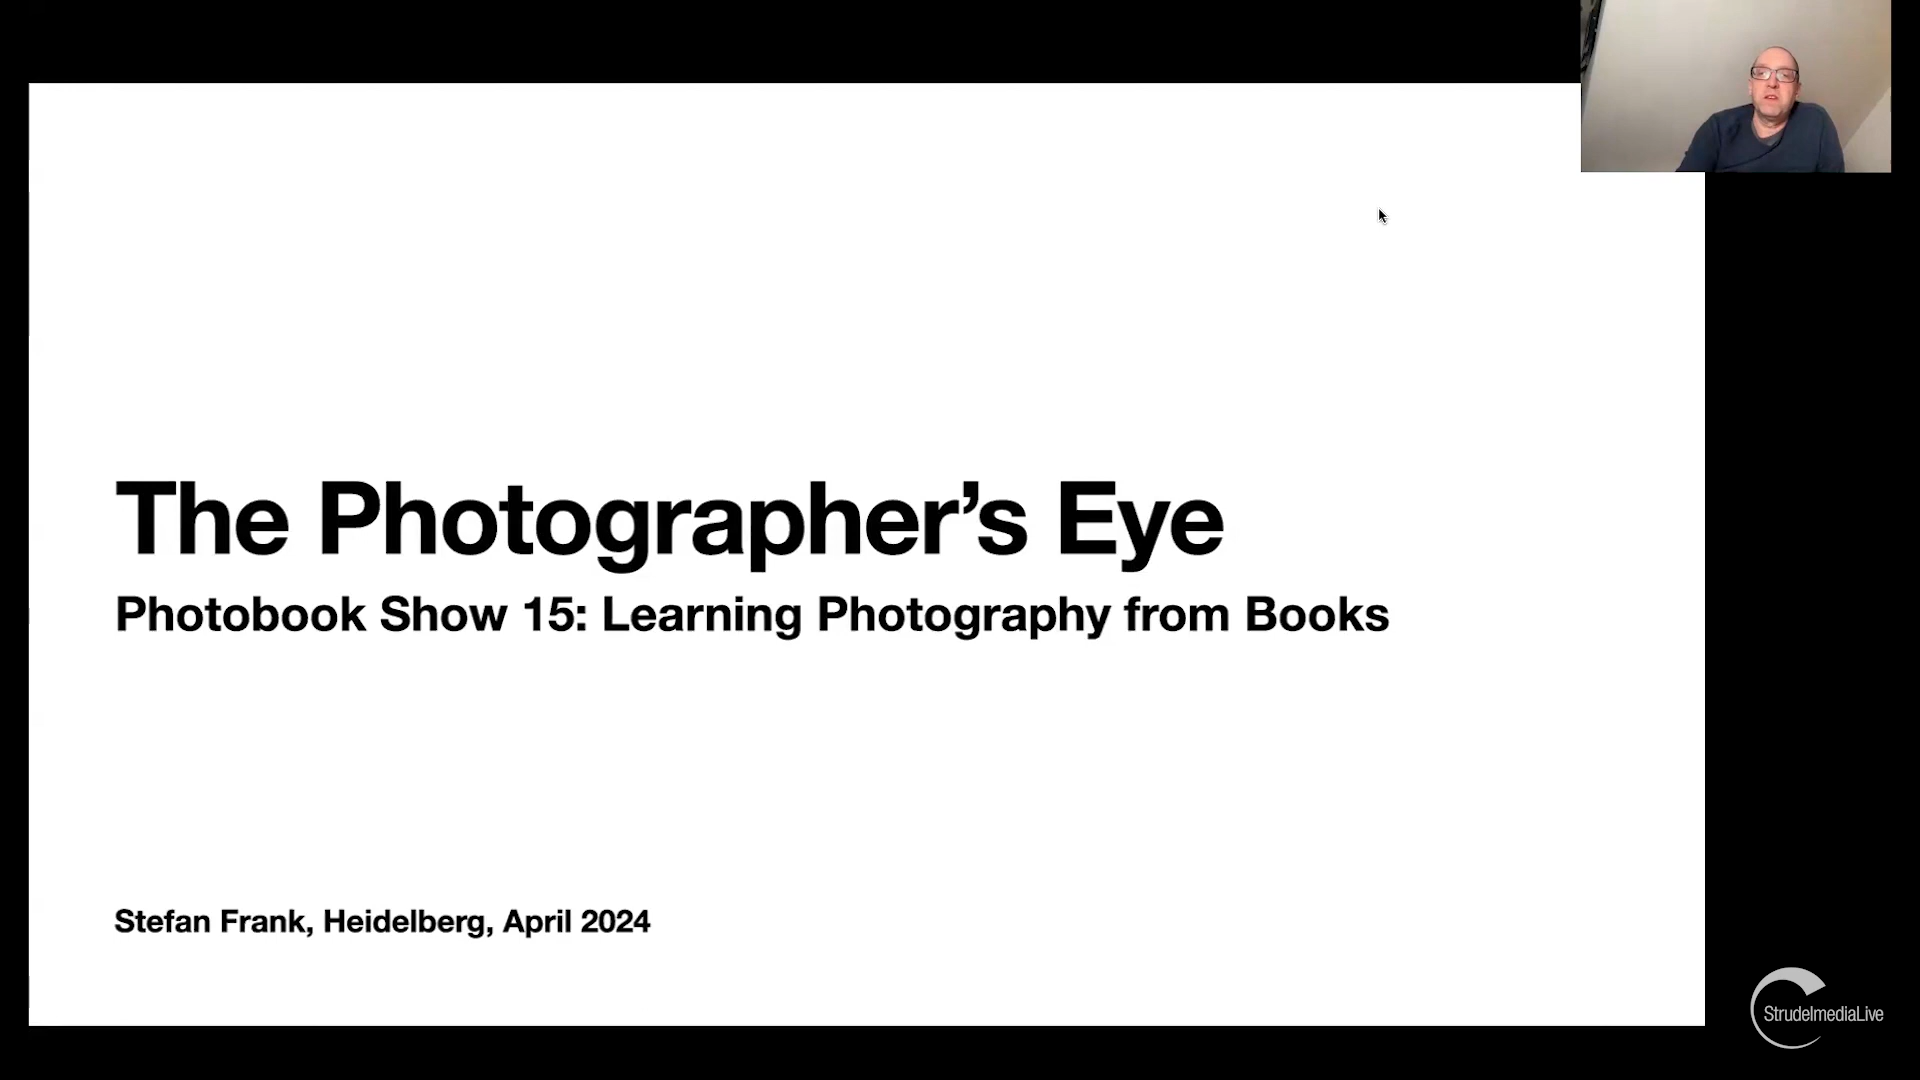 The Photographer’s Eye
Photobook Show 15: Learning Photography from Books
Stefan Frank, Heidelberg, April 2024
StrudelmediaLive